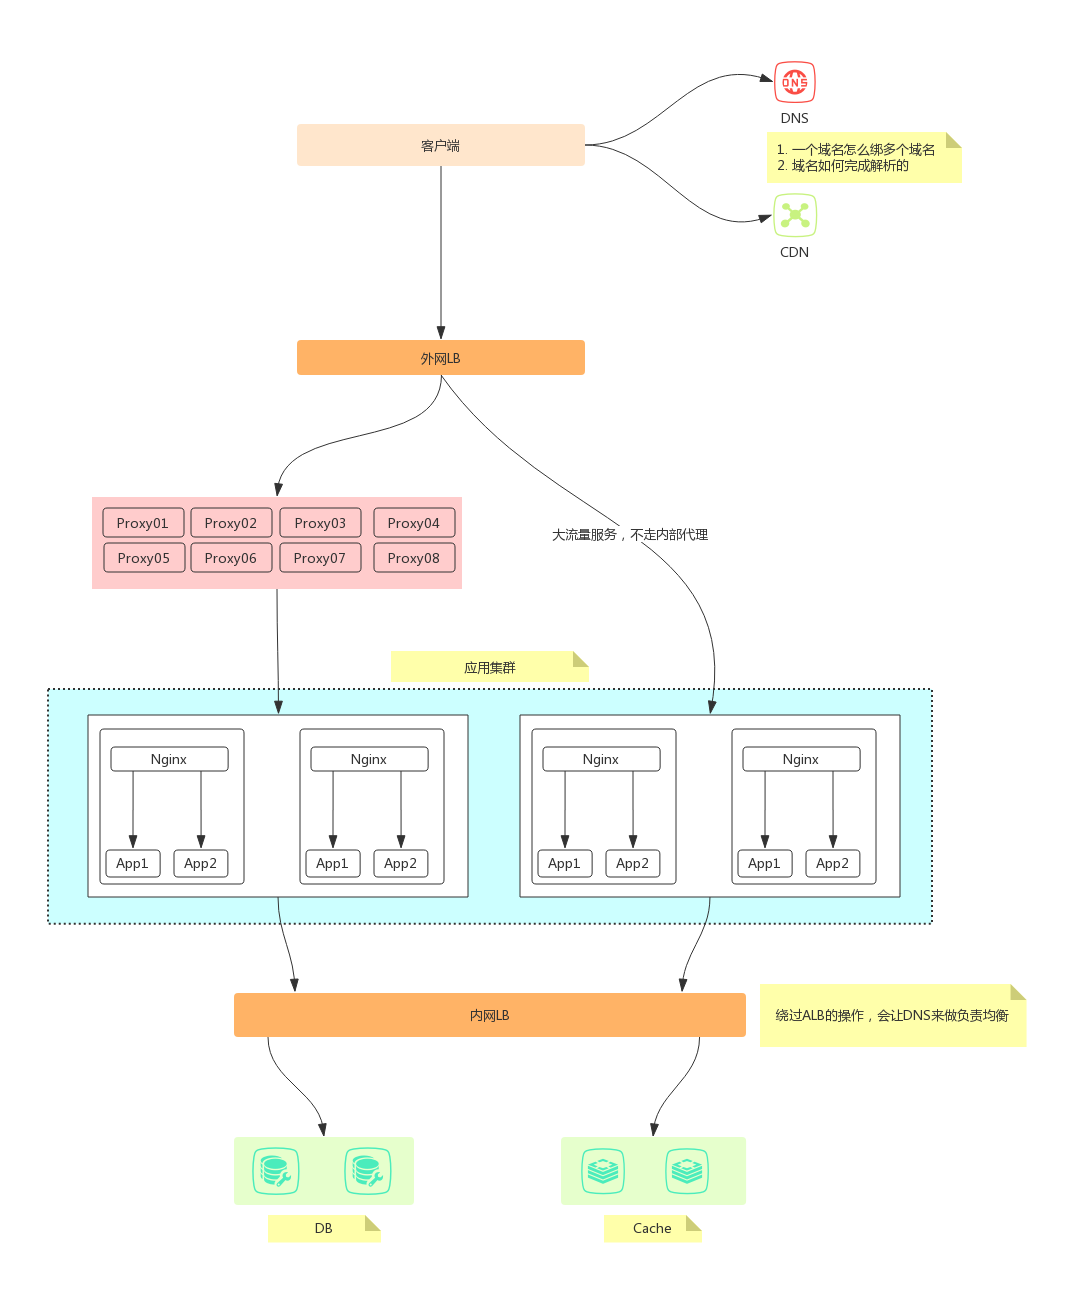 DNS
客户端
1. 一个域名怎么绑多个域名
2. 域名如何完成解析的
CDN
外网LB
Proxy01 Proxy02 Proxy03 Proxy04
大流量服务，不走内部代理
Proxy05 Proxy06 Proxy07 Proxy08
应用集群
Nginx Nginx Nginx Nginx
App1 App2 App1 App2 App1 App2 App1 App2
内网LB
绕过ALB的操作，会让DNS来做负责均衡
DB
Cache